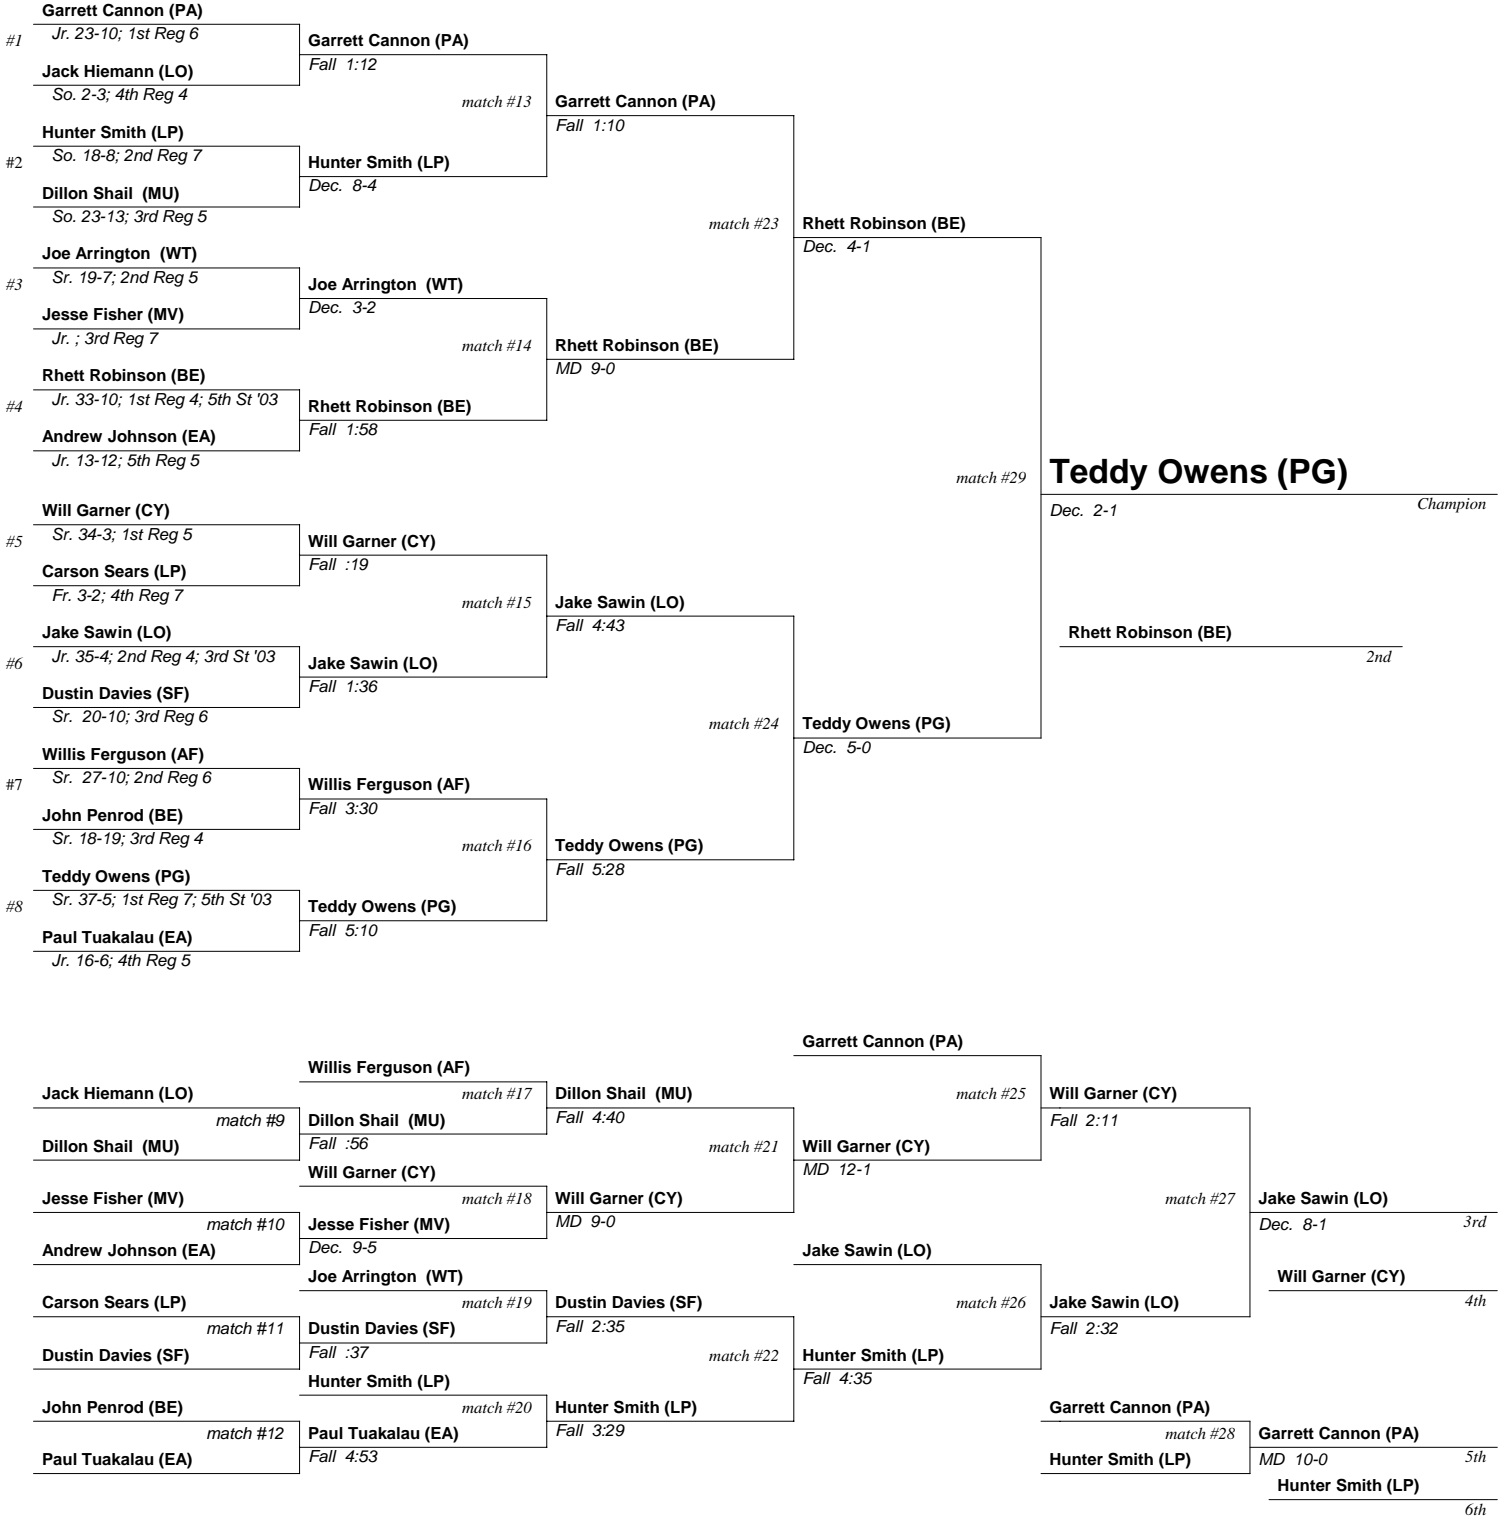 Garrett Cannon (PA)
#1 Jr. 23-10; 1st Reg 6
Garrett Cannon (PA)
Fall 1:12
Jack Hiemann (LO)
So. 2-3; 4th Reg 4
match #13 Garrett Cannon (PA)
Fall 1:10
Hunter Smith (LP)
#2 So. 18-8; 2nd Reg 7
Hunter Smith (LP)
Dec. 8-4
Dillon Shail (MU)
So. 23-13; 3rd Reg 5
match #23 Rhett Robinson (BE)
Dec. 4-1
Joe Arrington (WT)
#3 Sr. 19-7; 2nd Reg 5
Joe Arrington (WT)
Dec. 3-2
Jesse Fisher (MV)
Jr. ; 3rd Reg 7
match #14 Rhett Robinson (BE)
MD 9-0
Rhett Robinson (BE)
#4 Jr. 33-10; 1st Reg 4; 5th St '03
Rhett Robinson (BE)
Fall 1:58
Andrew Johnson (EA)
Jr. 13-12; 5th Reg 5
match #29 Teddy Owens (PG)
Dec. 2-1 Champion
Will Garner (CY)
#5 Sr. 34-3; 1st Reg 5
Will Garner (CY)
Fall :19
Carson Sears (LP)
Fr. 3-2; 4th Reg 7
match #15 Jake Sawin (LO)
Fall 4:43
Rhett Robinson (BE)
2nd
Jake Sawin (LO)
#6 Jr. 35-4; 2nd Reg 4; 3rd St '03
Jake Sawin (LO)
Fall 1:36
Dustin Davies (SF)
Sr. 20-10; 3rd Reg 6
match #24 Teddy Owens (PG)
Dec. 5-0
Willis Ferguson (AF)
#7 Sr. 27-10; 2nd Reg 6
Willis Ferguson (AF)
Fall 3:30
John Penrod (BE)
Sr. 18-19; 3rd Reg 4
match #16 Teddy Owens (PG)
Fall 5:28
Teddy Owens (PG)
#8 Sr. 37-5; 1st Reg 7; 5th St '03
Teddy Owens (PG)
Fall 5:10
Paul Tuakalau (EA)
Jr. 16-6; 4th Reg 5
Garrett Cannon (PA)
Willis Ferguson (AF)
Jack Hiemann (LO)
match #17 Dillon Shail (MU)
Fall 4:40
match #25 Will Garner (CY)
Fall 2:11
match #9 Dillon Shail (MU)
Fall :56
Dillon Shail (MU)
match #21 Will Garner (CY)
MD 12-1
Will Garner (CY)
Jesse Fisher (MV)
match #18 Will Garner (CY)
MD 9-0
match #27 Jake Sawin (LO)
Dec. 8-1 3rd
match #10 Jesse Fisher (MV)
Dec. 9-5
Andrew Johnson (EA)
Jake Sawin (LO)
Joe Arrington (WT)
Will Garner (CY)
4th
Carson Sears (LP)
match #19 Dustin Davies (SF)
Fall 2:35
match #26 Jake Sawin (LO)
Fall 2:32
match #11 Dustin Davies (SF)
Fall :37
Dustin Davies (SF)
match #22 Hunter Smith (LP)
Fall 4:35
Hunter Smith (LP)
John Penrod (BE)
match #20 Hunter Smith (LP)
Fall 3:29
Garrett Cannon (PA)
match #12 Paul Tuakalau (EA)
Fall 4:53
match #28 Garrett Cannon (PA)
MD 10-0 5th
Paul Tuakalau (EA)
Hunter Smith (LP)
Hunter Smith (LP)
6th